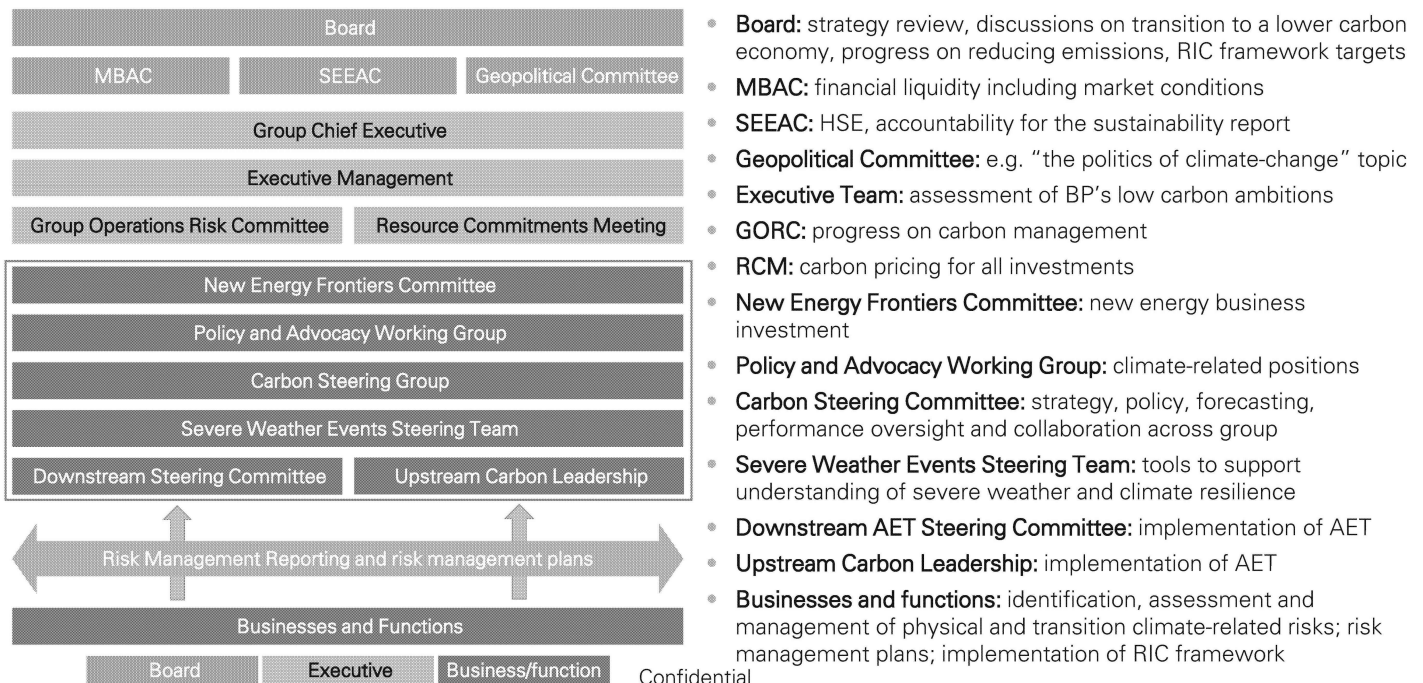 Board
MBAC
SEEAC
Geopolitical Committee
Group Chief Executive
Executive Management
Group Operations Risk Committee
Resource Commitments Meeting
New Energy Frontiers Committee
Policy and Advocacy Working Group
Carbon Steering Group
Severe Weather Events Steering Team
Downstream Steering Committee
Upstream Carbon Leadership
Risk Management Reporting and risk management plans
Businesses and Functions
Board
Executive
Business/function
• Board: strategy review, discussions on transition to a lower carbon
economy, progress on reducing emissions, RIC framework targets
• MBAC: financial liquidity including market conditions
• SEEAC: HSE, accountability for the sustainability report
• Geopolitical Committee: e.g. “the politics of climate-change” topic
• Executive Team: assessment of BP’s low carbon ambitions
• GORC: progress on carbon management
• RCM: carbon pricing for all investments
• New Energy Frontiers Committee: new energy business
investment
• Policy and Advocacy Working Group: climate-related positions
• Carbon Steering Committee: strategy, policy, forecasting,
performance oversight and collaboration across group
• Severe Weather Events Steering Team: tools to support
understanding of severe weather and climate resilience
• Downstream AET Steering Committee: implementation of AET
• Upstream Carbon Leadership: implementation of AET
• Businesses and functions: identification, assessment and
management of physical and transition climate-related risks; risk
management plans; implementation of RIC framework
Confidential